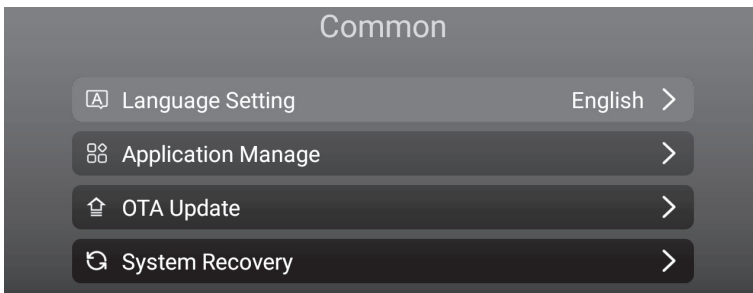 Common
Language Setting English
Application Manage
OTA Update
System Recovery